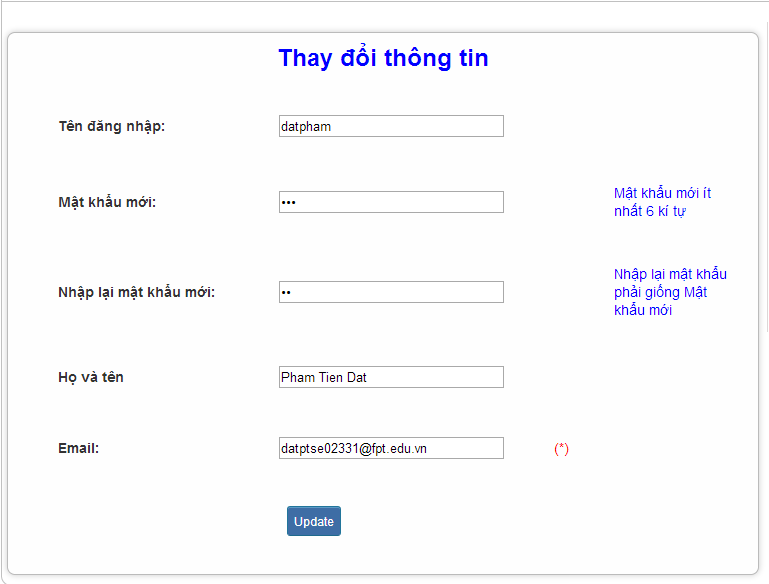 Thay đổi thông tin
Tên đăng nhập:
datpham
Mật khẩu mới:
•••
Mật khẩu mới ít
nhất 6 kí tự
Nhập lại mật khẩu mới:
••
Nhập lại mật khẩu
phải giống Mật
khẩu mới
Họ và tên
Pham Tien Dat
Email:
datptse02331@fpt.edu.vn
(*)
Update